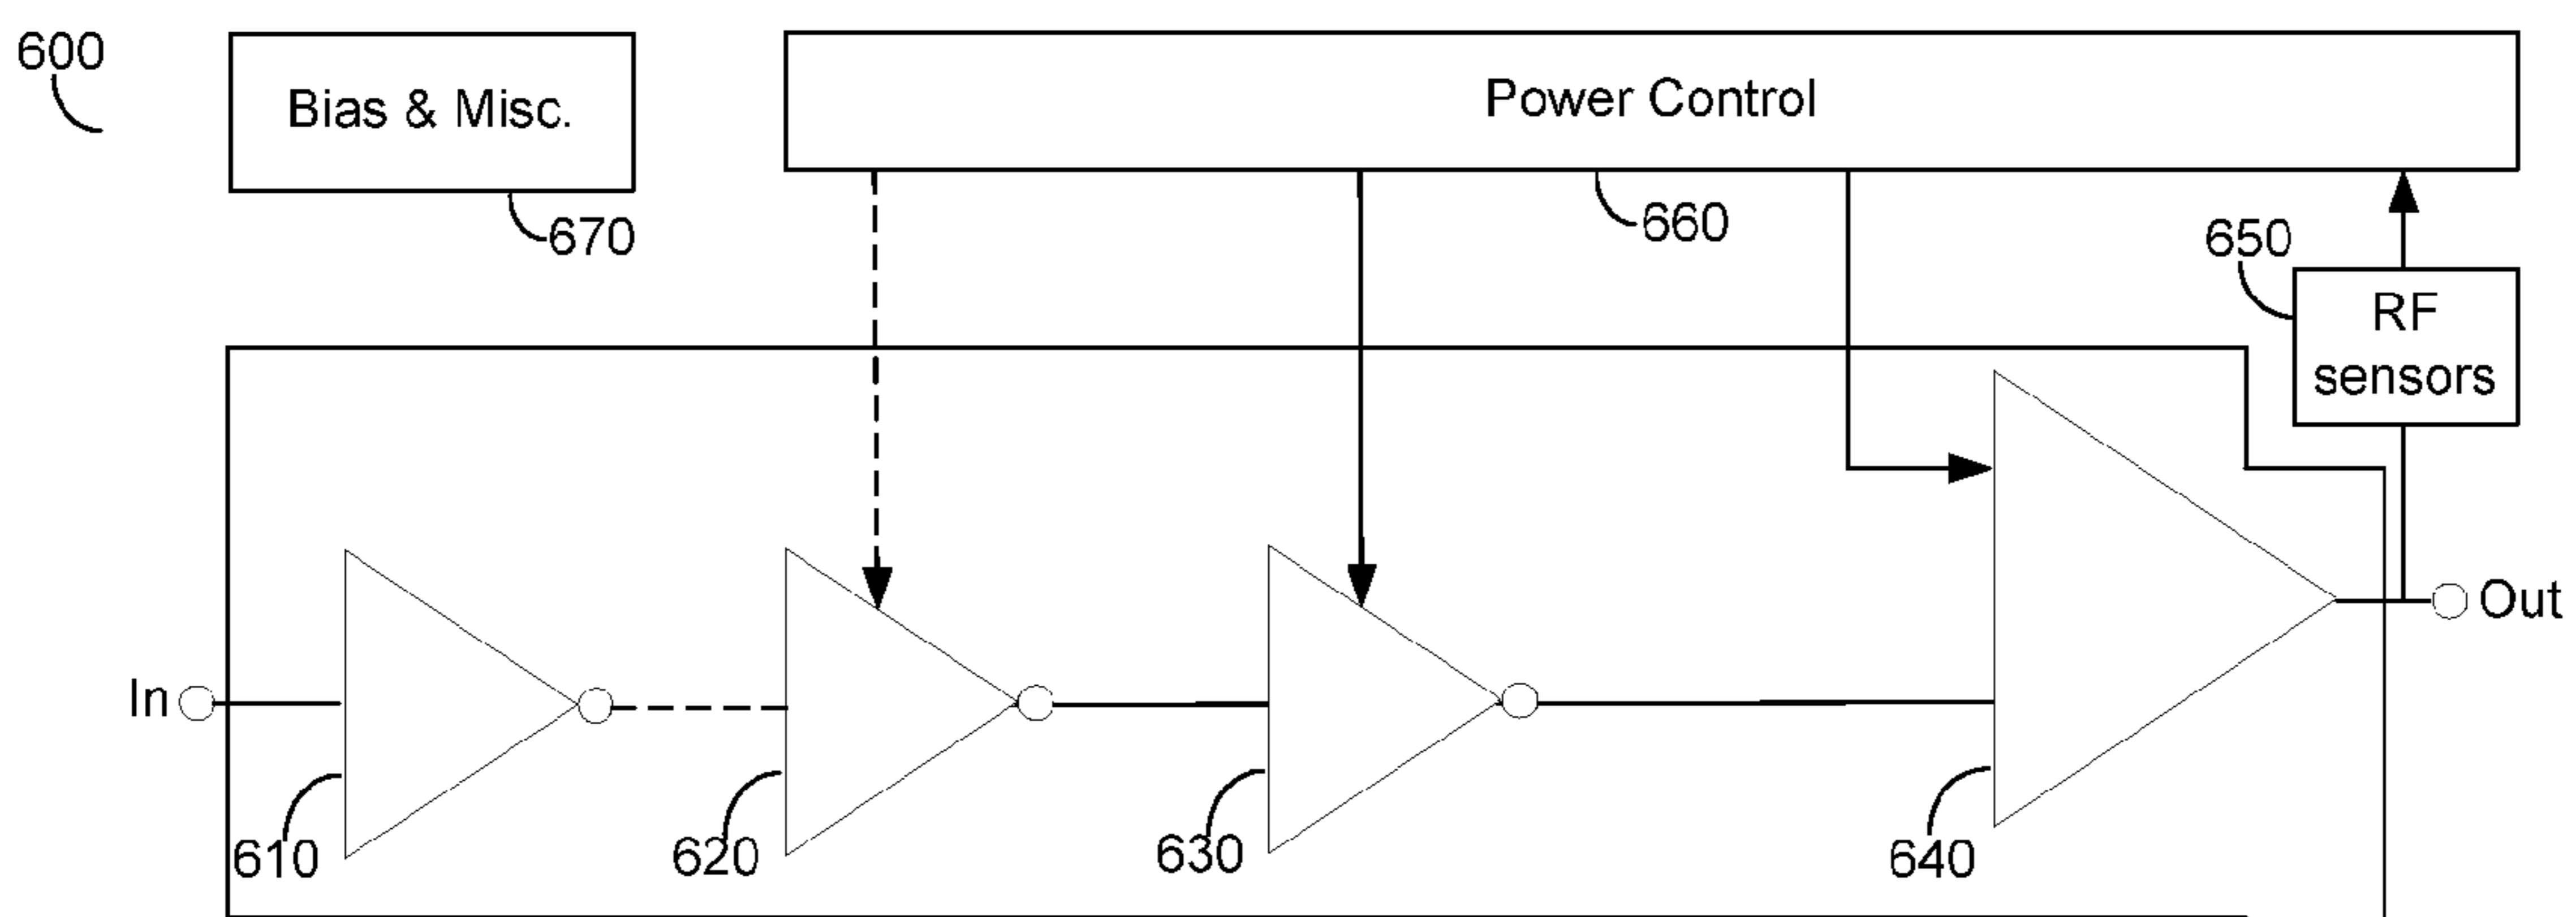 600
Bias & Misc.
Power Control
670
660
650
RF
sensors
In
Out
610
620
630
640